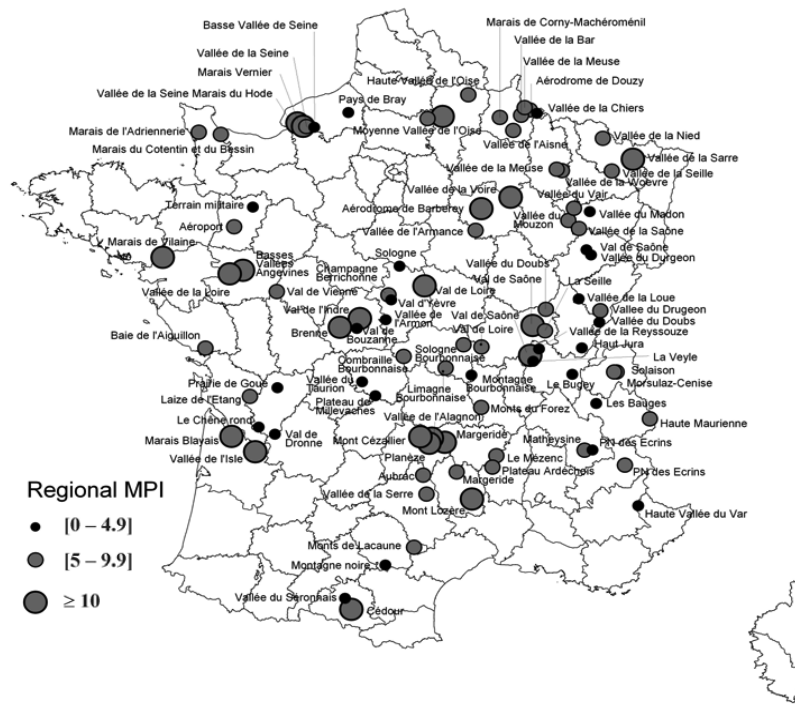 Basse Vallée de Seine
Marais de Corny-Machéroménil
Vallée de la Bar
Vallée de la Seine
Vallée de la Meuse
Marais Vernier
Haute Vallée de l'Oise
Aérodrome de Douzy
Vallée de la Seine Marais du Hode
Pays de Bray
Vallée de la Chiers
Marais de l'Adriennerie
Moyenne Vallée de l'Oise
Vallée de la Nied
Marais du Cotentin et du Bessin
Vallée de l'Aisne
Vallée de la Sarre
Vallée de la Meuse
Vallée de la Seille
Vallée de la Woëvre
Vallée de la Voire
Vallée du Vair
Terrain militaire
Aérodrome de Barberey
Vallée du Mouzon
Vallée du Madon
Aéroport
Vallée de l'Armance
Vallée de la Saône
Marais de Vilaine
Basses
Vallées
Angevines
Sologne
Val de Saône
Vallée du Durgeon
Vallée du Doubs
Champagne
Berrichonne
Val de Saône
La Seille
Vallée de la Loire
Val de Vienne
Val de Loire
Vallée de la Loue
Val d'Yèvre
Vallée du Drugeon
Val de l'Indre
Vallée de
l'Armon
Val de Saône
Vallée du Doubs
Brenne
Val de
Bouzanne
Val de Loire
Vallée de la Reyssouze
Baie de l'Aiguillon
Sologne
Bourbonnaise
Haut Jura
Combraille
Bourbonnaise
La Veyle
Prairie de Goué
Vallée du
Taurion
Limagne
Bourbonnaise
Montagne
Bourbonnaise
Le Bugey
Solaison
Morsulaz-Cenise
Laize de l'Etang
Plateau de
Millevaches
Monts du Forez
Les Bauges
Le Chêne rond
Vallée de l'Alagnon
Haute Maurienne
Marais Blayais
Val de
Dronne
Mont Cézallier
Margeride
Matheysine
PN des Ecrins
Vallée de l'Isle
Planèze
Le Mézenc
Plateau Ardechois
PN des Ecrins
Aubrac
Margeride
Regional MPI
Vallée de la Serre
Mont Lozère
Haute Vallée du Var
[0 – 4.9]
[5 – 9.9]
≥ 10
Monts de Lacaune
Montagne noire
Vallée du Séronnais
Cédour